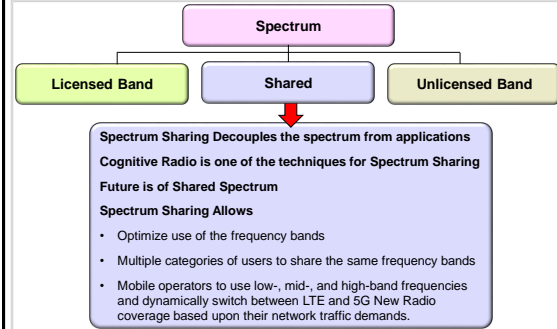 Spectrum
Licensed Band
Shared
Unlicensed Band
Spectrum Sharing Decouples the spectrum from applications
Cognitive Radio is one of the techniques for Spectrum Sharing
Future is of Shared Spectrum
Spectrum Sharing Allows
• Optimize use of the frequency bands
• Multiple categories of users to share the same frequency bands
• Mobile operators to use low-, mid-, and high-band frequencies
and dynamically switch between LTE and 5G New Radio
coverage based upon their network traffic demands.